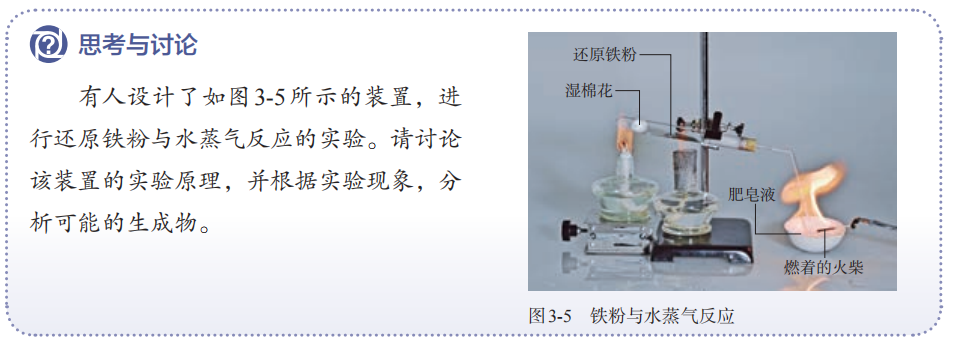 思考与讨论
有人设计了如图3-5所示的装置，进
行还原铁粉与水蒸气反应的实验。请讨论
该装置的实验原理，并根据实验现象，分
析可能的生成物。
还原铁粉
湿棉花
肥皂液
燃着的火柴
图3-5 铁粉与水蒸气反应